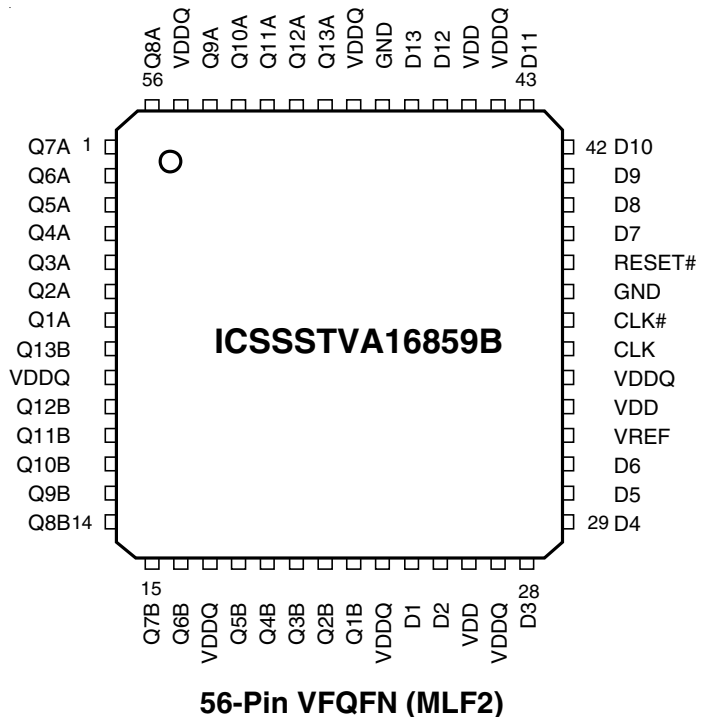 Q8A
VDDQ
Q9A
Q10A
Q11A
Q12A
Q13A
VDDQ
GND
D13
D12
VDD
VDDQ
D11
56
43
Q7A 1
Q6A
Q5A
Q4A
Q3A
Q2A
Q1A
Q13B
VDDQ
Q12B
Q11B
Q10B
Q9B
Q8B14
ICSSSTVA16859B
42 D10
D9
D8
D7
RESET#
GND
CLK#
CLK
VDDQ
VDD
VREF
D6
D5
29 D4
15
28
Q7B
Q6B
VDDQ
Q5B
Q4B
Q3B
Q2B
Q1B
VDDQ
D1
D2
VDD
VDDQ
D3
56-Pin VFQFN (MLF2)